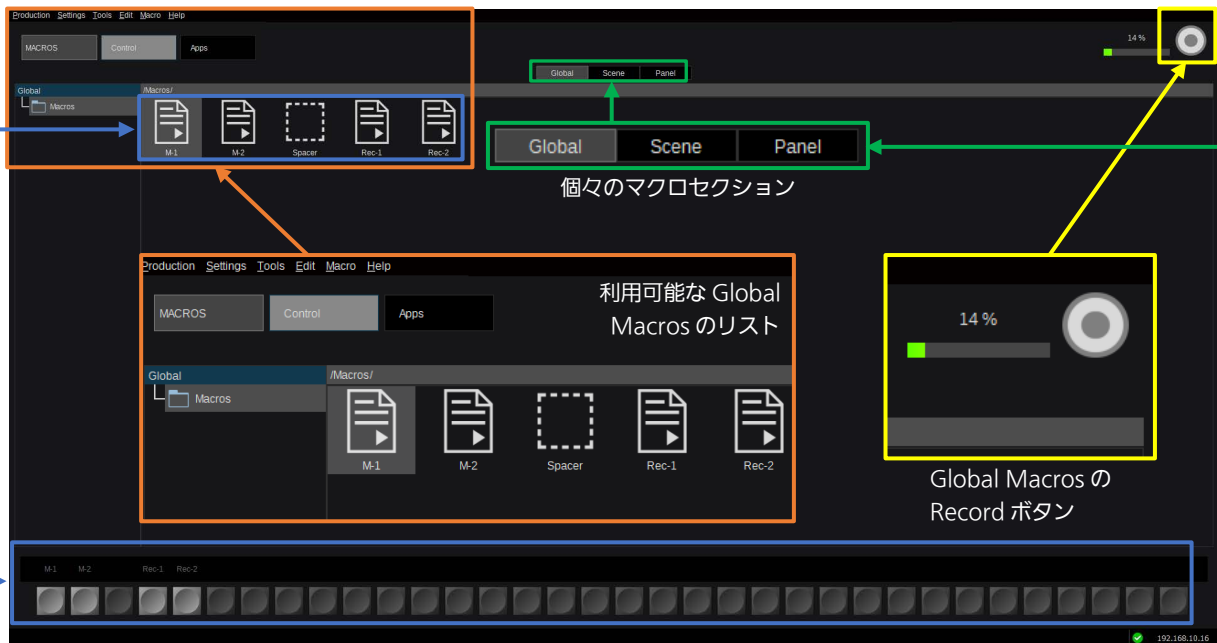 Production Settings Tools Edit Macro Help
14 %
MACROS Control Apps
Global Scene Panel
Global /Macros/
Macros
M-1 M-2 Spacer Rec-1 Rec-2
Global Scene Panel
個々のマクロセクション
Production Settings Tools Edit Macro Help
利用可能な Global
Macros のリスト
MACROS Control Apps
14 %
Global /Macros/
Macros
M-1 M-2 Spacer Rec-1 Rec-2
Global Macros の
Record ボタン
M-1 M-2 Rec-1 Rec-2
192.168.10.16